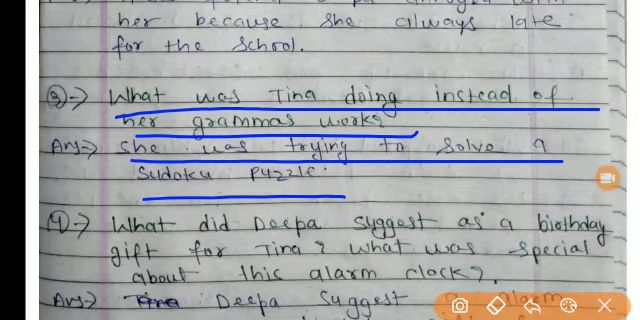 her because she always late
for the School.
③→ What was Tina doing instead of
her grammas work?
Ans→ She was trying to solve a
Sudoku Puzzle.
④→ What did Deepa suggest as a birthday
gift for Tina? what was special
about this alarm clock?
Ans→ Deepa Suggest a alarm